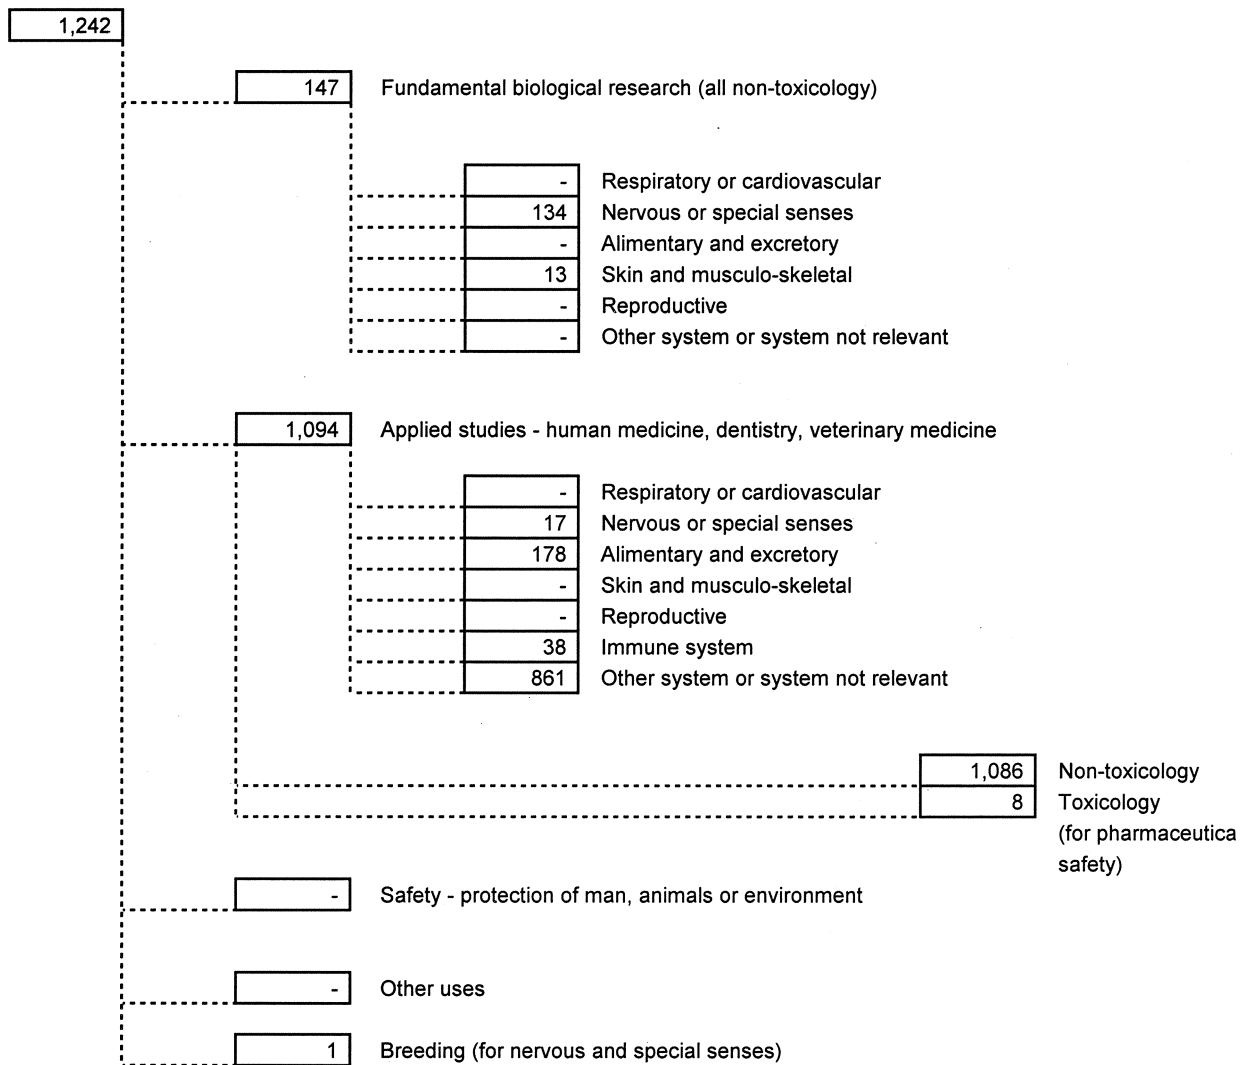 1,242
147 Fundamental biological research (all non-toxicology)
- Respiratory or cardiovascular
134 Nervous or special senses
- Alimentary and excretory
13 Skin and musculo-skeletal
- Reproductive
- Other system or system not relevant
1,094 Applied studies - human medicine, dentistry, veterinary medicine
- Respiratory or cardiovascular
17 Nervous or special senses
178 Alimentary and excretory
- Skin and musculo-skeletal
- Reproductive
38 Immune system
861 Other system or system not relevant
1,086 Non-toxicology
8 Toxicology
(for pharmaceutica
safety)
- Safety - protection of man, animals or environment
- Other uses
1 Breeding (for nervous and special senses)